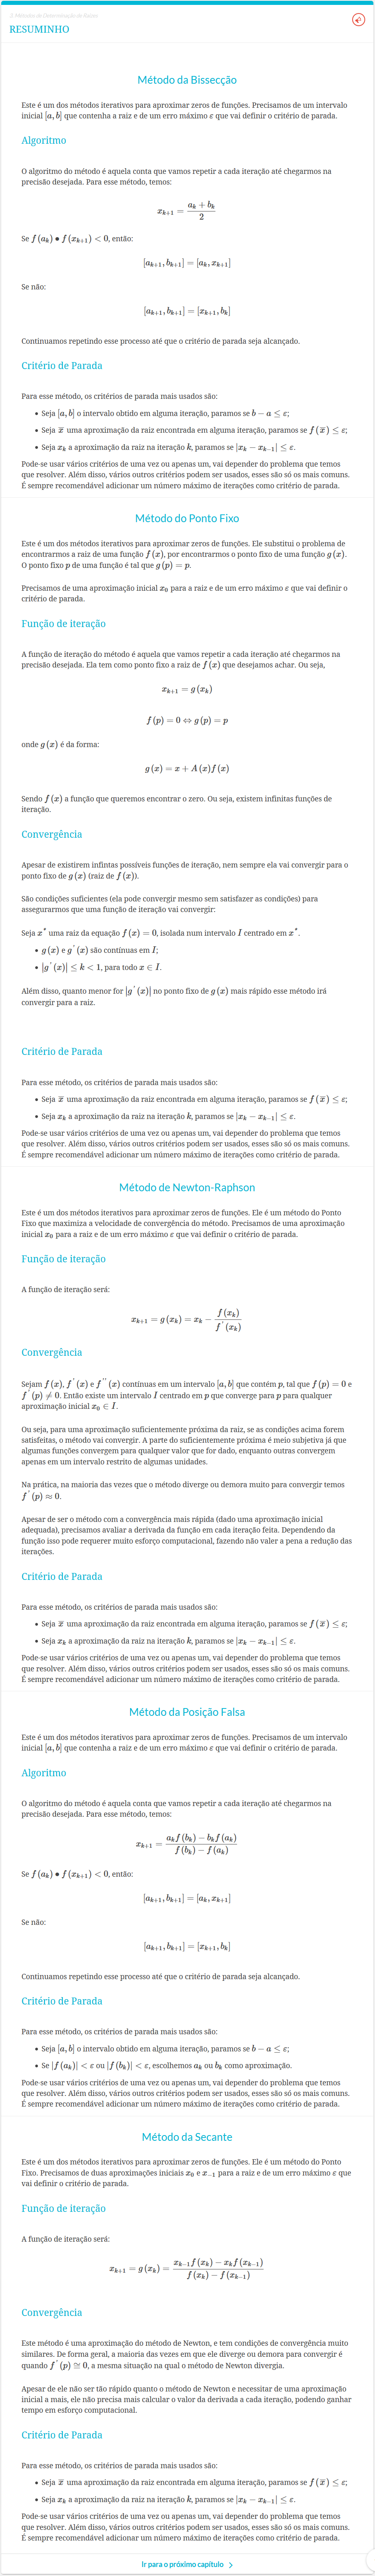 2. Métodos de Determinação de Raízes
RESUMINHO
Método da Bissecção
Este é um dos métodos iterativos para aproximar zeros de funções. Precisamos de um intervalo
inicial [a, b] que contenha a raiz e de um erro máximo ε que vai definir o critério de parada.
Algoritmo
O algoritmo do método é aquela conta que vamos repetir a cada iteração até chegarmos na
precisão desejada. Para esse método, temos:
x_{k+1} = (a_k + b_k) / 2
Se f(a_k) • f(x_{k+1}) < 0, então:
[a_{k+1}, b_{k+1}] = [a_k, x_{k+1}]
Se não:
[a_{k+1}, b_{k+1}] = [x_{k+1}, b_k]
Continuamos repetindo esse processo até que o critério de parada seja alcançado.
Critério de Parada
Para esse método, os critérios de parada mais usados são:
• Seja [a, b] o intervalo obtido em alguma iteração, paramos se b − a ≤ ε;
• Seja x̄ uma aproximação da raiz encontrada em alguma iteração, paramos se f(x̄) ≤ ε;
• Seja x_k a aproximação da raiz na iteração k, paramos se |x_k − x_{k−1}| ≤ ε.
Pode-se usar vários critérios de uma vez ou apenas um, vai depender do problema que temos
que resolver. Além disso, vários outros critérios podem ser usados, esses são só os mais comuns.
É sempre recomendável adicionar um número máximo de iterações como critério de parada.
Método do Ponto Fixo
Este é um dos métodos iterativos para aproximar zeros de funções. Ele substitui o problema de
encontrarmos a raiz de uma função f(x), por encontrarmos o ponto fixo de uma função g(x).
O ponto fixo p de uma função é tal que g(p) = p.
Precisamos de uma aproximação inicial x_0 para a raiz e de um erro máximo ε que vai definir o
critério de parada.
Função de iteração
A função de iteração do método é aquela que vamos repetir a cada iteração até chegarmos na
precisão desejada. Ela tem como ponto fixo a raiz de f(x) que desejamos achar. Ou seja,
x_{k+1} = g(x_k)
f(p) = 0 ⇔ g(p) = p
onde g(x) é da forma:
g(x) = x + A(x)f(x)
Sendo f(x) a função que queremos encontrar o zero. Ou seja, existem infinitas funções de
iteração.
Convergência
Apesar de existirem infintas possíveis funções de iteração, nem sempre ela vai convergir para o
ponto fixo de g(x) (raiz de f(x)).
São condições suficientes (ela pode convergir mesmo sem satisfazer as condições) para
assegurarmos que uma função de iteração vai convergir:
Seja x* uma raiz da equação f(x) = 0, isolada num intervalo I centrado em x*.
• g(x) e g'(x) são contínuas em I;
• |g'(x)| ≤ k < 1, para todo x ∈ I.
Além disso, quanto menor for |g'(x)| no ponto fixo de g(x) mais rápido esse método irá
convergir para a raiz.
Critério de Parada
Para esse método, os critérios de parada mais usados são:
• Seja x̄ uma aproximação da raiz encontrada em alguma iteração, paramos se f(x̄) ≤ ε;
• Seja x_k a aproximação da raiz na iteração k, paramos se |x_k − x_{k−1}| ≤ ε.
Pode-se usar vários critérios de uma vez ou apenas um, vai depender do problema que temos
que resolver. Além disso, vários outros critérios podem ser usados, esses são só os mais comuns.
É sempre recomendável adicionar um número máximo de iterações como critério de parada.
Método de Newton-Raphson
Este é um dos métodos iterativos para aproximar zeros de funções. Ele é um método do Ponto
Fixo que maximiza a velocidade de convergência do método. Precisamos de uma aproximação
inicial x_0 para a raiz e de um erro máximo ε que vai definir o critério de parada.
Função de iteração
A função de iteração será:
x_{k+1} = g(x_k) = x_k − f(x_k) / f'(x_k)
Convergência
Sejam f(x), f'(x) e f''(x) contínuas em um intervalo [a, b] que contém p, tal que f(p) = 0 e
f'(p) ≠ 0. Então existe um intervalo I centrado em p que converge para p para qualquer
aproximação inicial x_0 ∈ I.
Ou seja, para uma aproximação suficientemente próxima da raiz, se as condições acima forem
satisfeitas, o método vai convergir. A parte do suficientemente próxima é meio subjetiva já que
algumas funções convergem para qualquer valor que for dado, enquanto outras convergem
apenas em um intervalo restrito de algumas unidades.
Na prática, na maioria das vezes que o método diverge ou demora muito para convergir temos
f'(p) ≈ 0.
Apesar de ser o método com a convergência mais rápida (dado uma aproximação inicial
adequada), precisamos avaliar a derivada da função em cada iteração feita. Dependendo da
função isso pode requerer muito esforço computacional, fazendo não valer a pena a redução das
iterações.
Critério de Parada
Para esse método, os critérios de parada mais usados são:
• Seja x̄ uma aproximação da raiz encontrada em alguma iteração, paramos se f(x̄) ≤ ε;
• Seja x_k a aproximação da raiz na iteração k, paramos se |x_k − x_{k−1}| ≤ ε.
Pode-se usar vários critérios de uma vez ou apenas um, vai depender do problema que temos
que resolver. Além disso, vários outros critérios podem ser usados, esses são só os mais comuns.
É sempre recomendável adicionar um número máximo de iterações como critério de parada.
Método da Posição Falsa
Este é um dos métodos iterativos para aproximar zeros de funções. Precisamos de um intervalo
inicial [a, b] que contenha a raiz e de um erro máximo ε que vai definir o critério de parada.
Algoritmo
O algoritmo do método é aquela conta que vamos repetir a cada iteração até chegarmos na
precisão desejada. Para esse método, temos:
x_{k+1} = (a_k f(b_k) − b_k f(a_k)) / (f(b_k) − f(a_k))
Se f(a_k) • f(x_{k+1}) < 0, então:
[a_{k+1}, b_{k+1}] = [a_k, x_{k+1}]
Se não:
[a_{k+1}, b_{k+1}] = [x_{k+1}, b_k]
Continuamos repetindo esse processo até que o critério de parada seja alcançado.
Critério de Parada
Para esse método, os critérios de parada mais usados são:
• Seja [a, b] o intervalo obtido em alguma iteração, paramos se b − a ≤ ε;
• Se |f(a_k)| < ε ou |f(b_k)| < ε, escolhemos a_k ou b_k como aproximação.
Pode-se usar vários critérios de uma vez ou apenas um, vai depender do problema que temos
que resolver. Além disso, vários outros critérios podem ser usados, esses são só os mais comuns.
É sempre recomendável adicionar um número máximo de iterações como critério de parada.
Método da Secante
Este é um dos métodos iterativos para aproximar zeros de funções. Ele é um método do Ponto
Fixo. Precisamos de duas aproximações iniciais x_0 e x_{−1} para a raiz e de um erro máximo ε que
vai definir o critério de parada.
Função de iteração
A função de iteração será:
x_{k+1} = g(x_k) = (x_{k−1} f(x_k) − x_k f(x_{k−1})) / (f(x_k) − f(x_{k−1}))
Convergência
Este método é uma aproximação do método de Newton, e tem condições de convergência muito
similares. De forma geral, a maioria das vezes em que ele diverge ou demora para convergir é
quando f'(p) ≅ 0, a mesma situação na qual o método de Newton divergia.
Apesar de ele não ser tão rápido quanto o método de Newton e necessitar de uma aproximação
inicial a mais, ele não precisa mais calcular o valor da derivada a cada iteração, podendo ganhar
tempo em esforço computacional.
Critério de Parada
Para esse método, os critérios de parada mais usados são:
• Seja x̄ uma aproximação da raiz encontrada em alguma iteração, paramos se f(x̄) ≤ ε;
• Seja x_k a aproximação da raiz na iteração k, paramos se |x_k − x_{k−1}| ≤ ε.
Pode-se usar vários critérios de uma vez ou apenas um, vai depender do problema que temos
que resolver. Além disso, vários outros critérios podem ser usados, esses são só os mais comuns.
É sempre recomendável adicionar um número máximo de iterações como critério de parada.
Ir para o próximo capítulo >